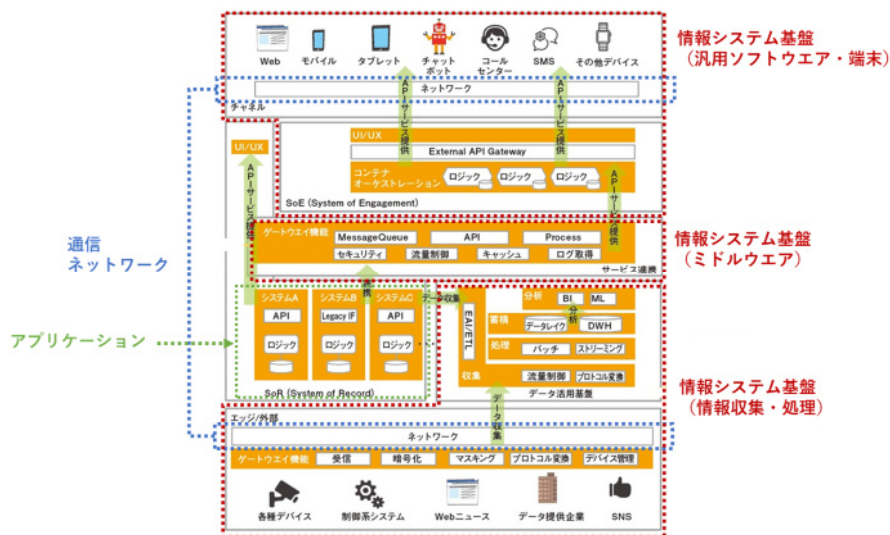 Web
モバイル
タブレット
チャット
ボット
コール
センター
SMS
その他デバイス
ネットワーク
チャネル
情報システム基盤
（汎用ソフトウエア・端末）
APIサービス提供
APIサービス提供
UI/UX
UI/UX
External API Gateway
コンテナ
オーケストレーション
ロジック
ロジック
ロジック
SoE (System of Engagement)
APIサービス提供
APIサービス提供
通信
ネットワーク
ゲートウエイ機能
MessageQueue
API
Process
セキュリティ
流量制御
キャッシュ
ログ取得
サービス連携
情報システム基盤
（ミドルウエア）
連携
アプリケーション
システムA
API
ロジック
システムB
Legacy IF
ロジック
システムC
API
ロジック
…
SoR (System of Record)
データ収集
EAI/ETL
分析
BI
ML
分析
蓄積
データレイク
DWH
処理
バッチ
ストリーミング
収集
流量制御
プロトコル変換
データ活用基盤
データ収集
情報システム基盤
（情報収集・処理）
エッジ/外部
ネットワーク
ゲートウエイ機能
受信
暗号化
マスキング
プロトコル変換
デバイス管理
各種デバイス
制御系システム
Webニュース
データ提供企業
SNS